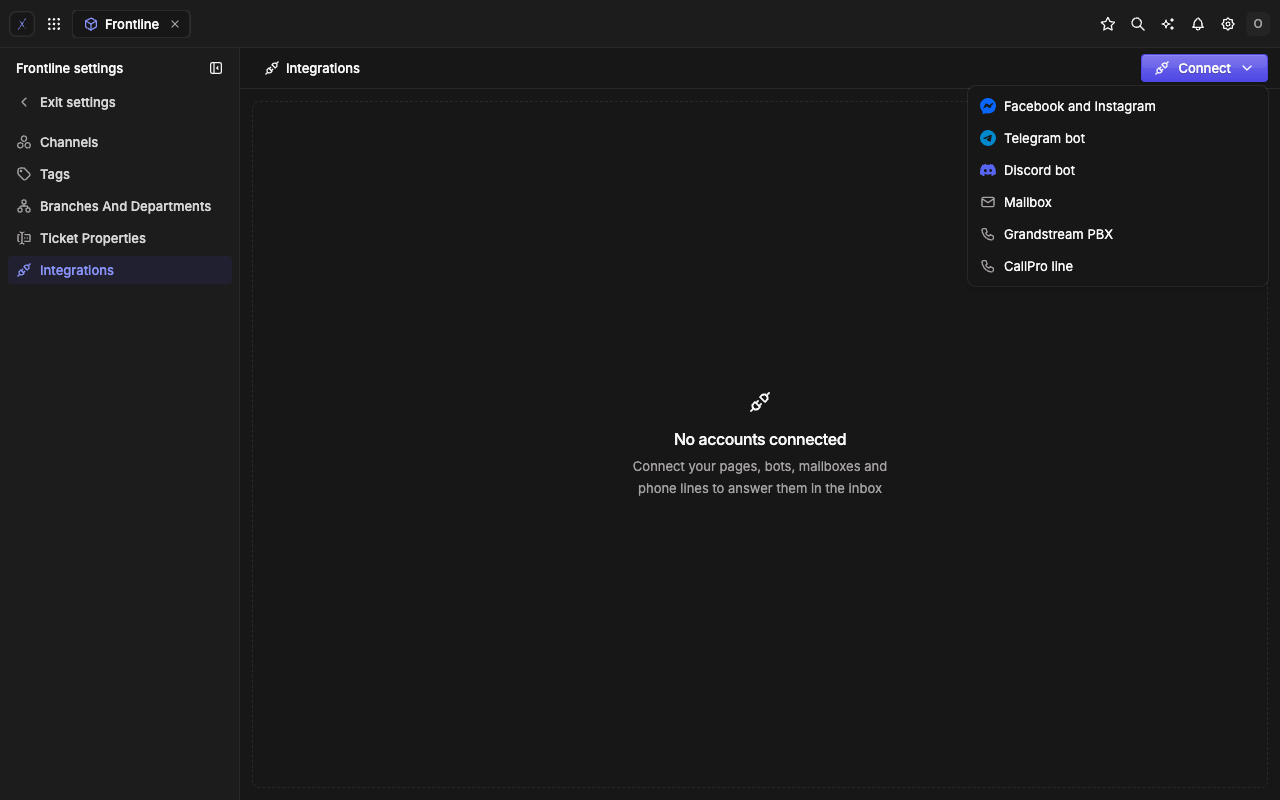 Frontline
O
Frontline settings
Exit settings
Channels
Tags
Branches And Departments
Ticket Properties
Integrations
Integrations
Connect
Facebook and Instagram
Telegram bot
Discord bot
Mailbox
Grandstream PBX
CallPro line
No accounts connected
Connect your pages, bots, mailboxes and
phone lines to answer them in the inbox